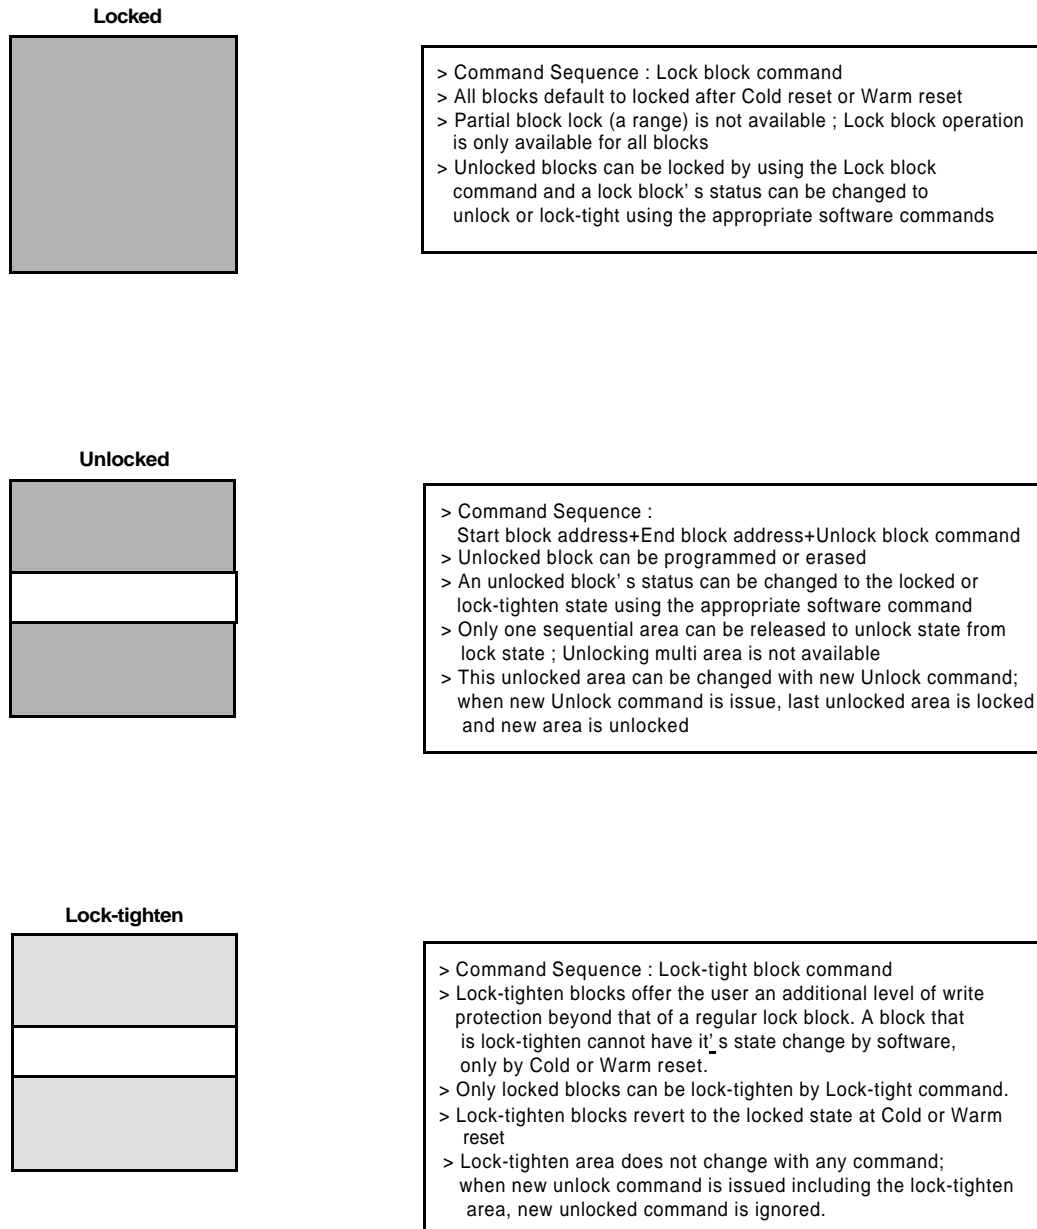 Locked
> Command Sequence : Lock block command
> All blocks default to locked after Cold reset or Warm reset
> Partial block lock (a range) is not available ; Lock block operation
is only available for all blocks
> Unlocked blocks can be locked by using the Lock block
command and a lock block’ s status can be changed to
unlock or lock-tight using the appropriate software commands
Unlocked
> Command Sequence :
Start block address+End block address+Unlock block command
> Unlocked block can be programmed or erased
> An unlocked block’ s status can be changed to the locked or
lock-tighten state using the appropriate software command
> Only one sequential area can be released to unlock state from
lock state ; Unlocking multi area is not available
> This unlocked area can be changed with new Unlock command;
when new Unlock command is issue, last unlocked area is locked
and new area is unlocked
Lock-tighten
> Command Sequence : Lock-tight block command
> Lock-tighten blocks offer the user an additional level of write
protection beyond that of a regular lock block. A block that
is lock-tighten cannot have it’ s state change by software,
only by Cold or Warm reset.
> Only locked blocks can be lock-tighten by Lock-tight command.
> Lock-tighten blocks revert to the locked state at Cold or Warm
reset
> Lock-tighten area does not change with any command;
when new unlock command is issued including the lock-tighten
area, new unlocked command is ignored.